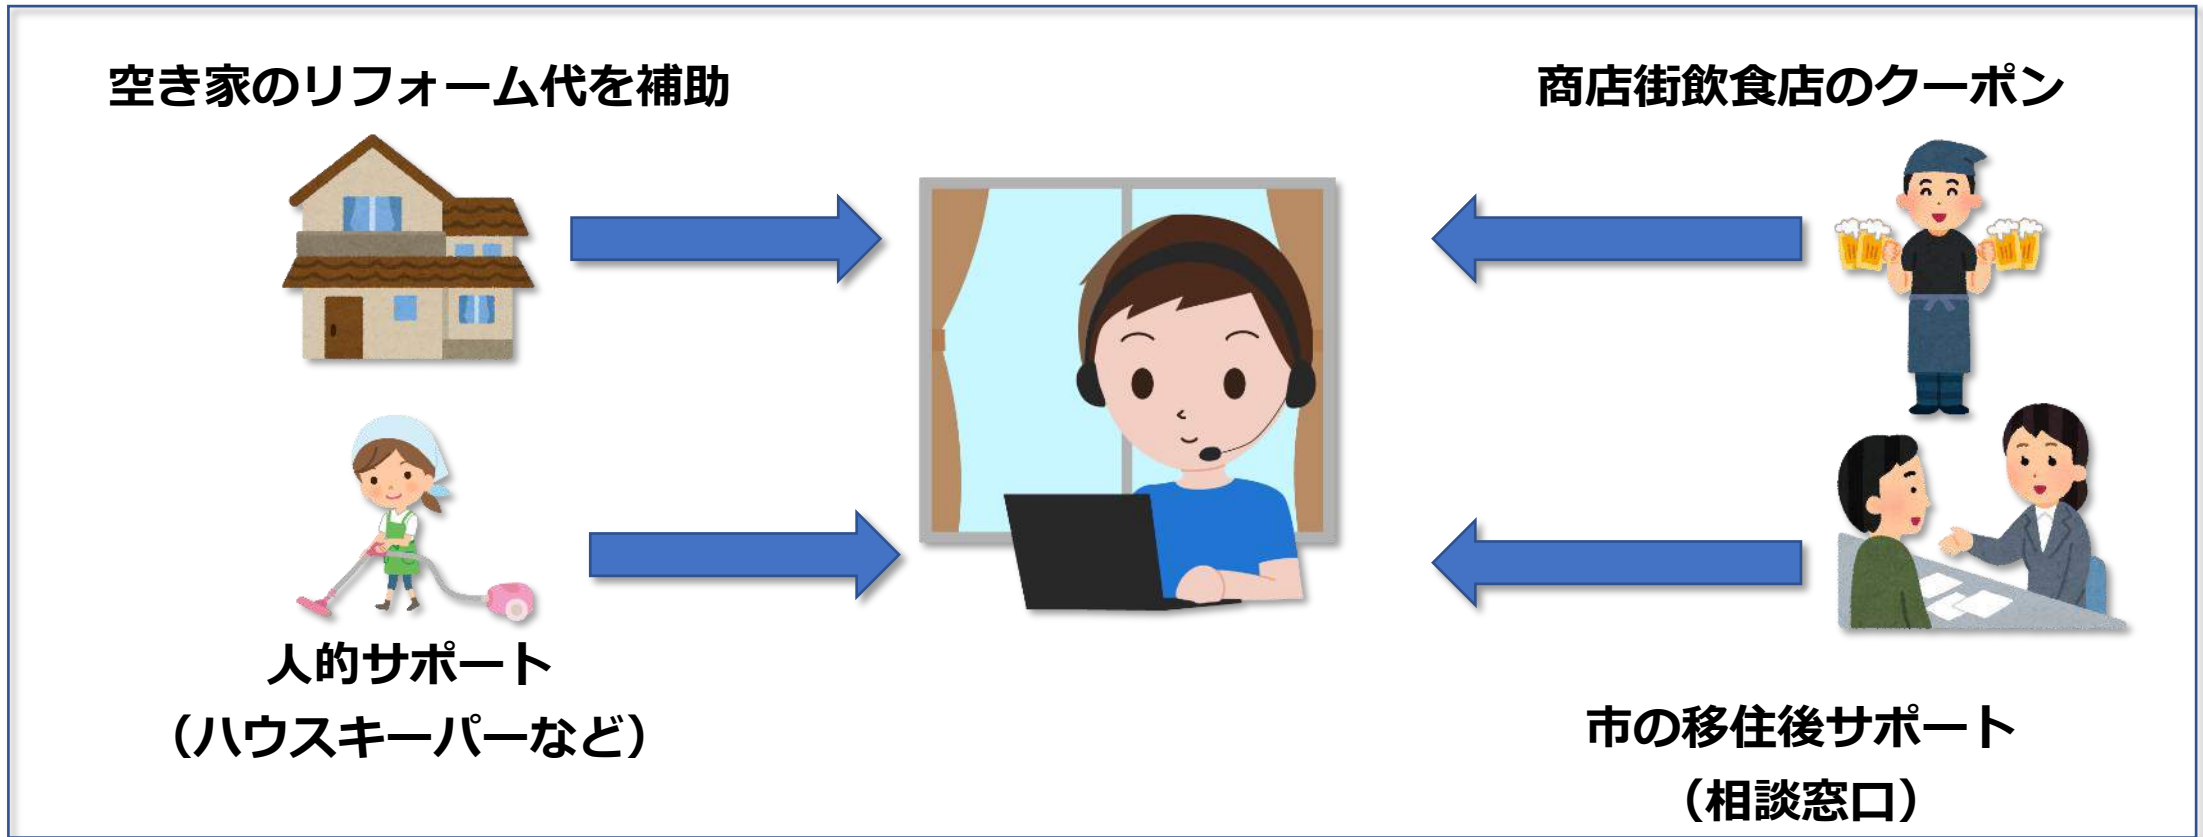 空き家のリフォーム代を補助
商店街飲食店のクーポン
人的サポート
（ハウスキーパーなど）
市の移住後サポート
（相談窓口）